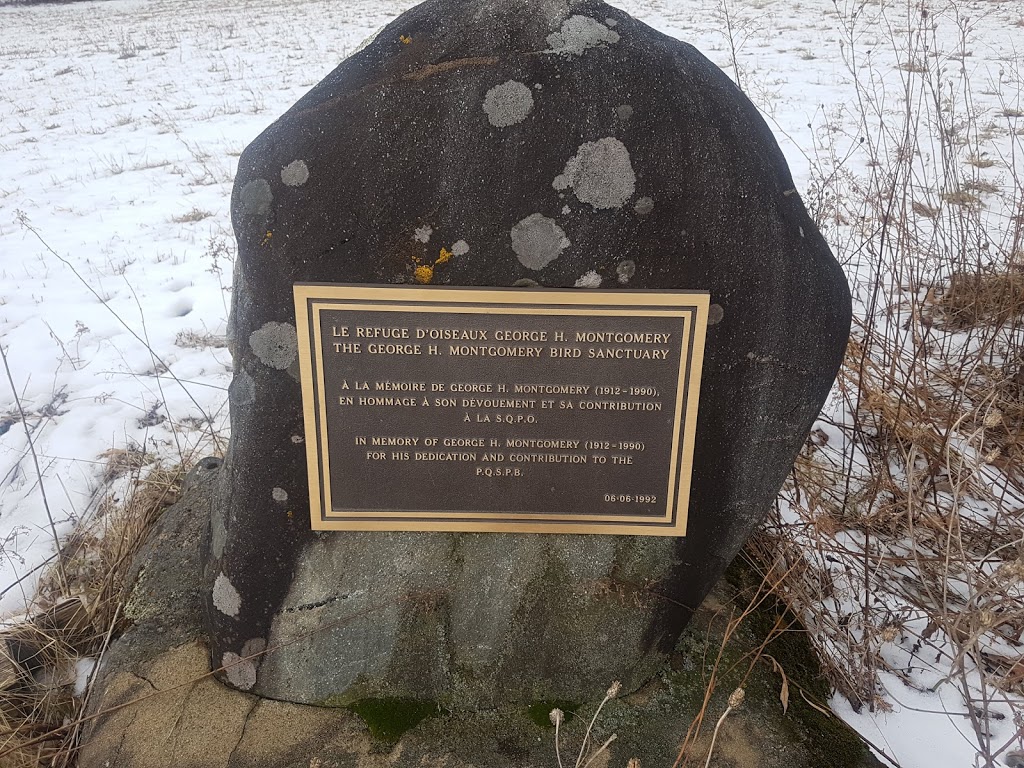 LE REFUGE D'OISEAUX GEORGE H. MONTGOMERY
THE GEORGE H. MONTGOMERY BIRD SANCTUARY
À LA MÉMOIRE DE GEORGE H. MONTGOMERY (1912-1990),
EN HOMMAGE À SON DÉVOUEMENT ET SA CONTRIBUTION
À LA S.Q.P.O.
IN MEMORY OF GEORGE H. MONTGOMERY (1912-1990)
FOR HIS DEDICATION AND CONTRIBUTION TO THE
P.Q.S.P.B.
06-06-1992